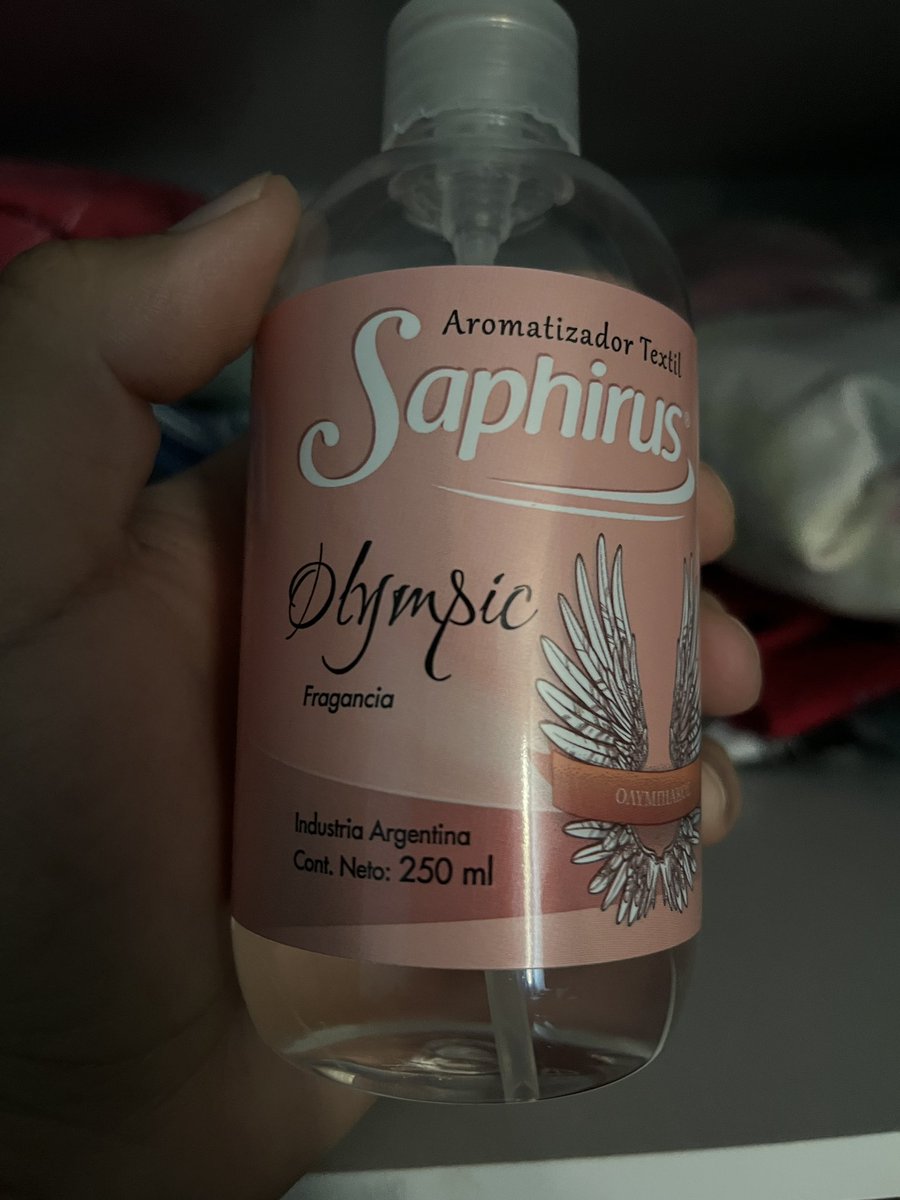 Aromatizador Textil
Saphirus®
Olympic
Fragancia
Industria Argentina
Cont. Neto: 250 ml